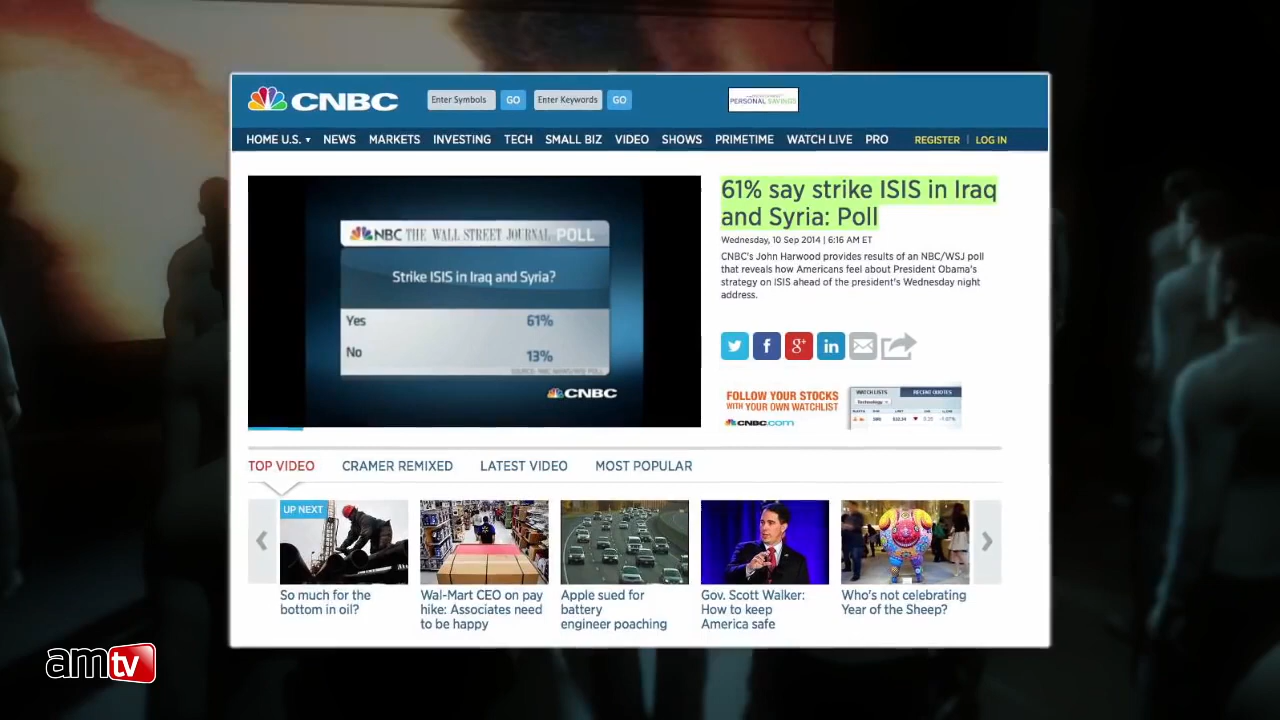 CNBC
Enter Symbols
GO
Enter Keywords
GO
PERSONAL SAVINGS
HOME U.S. ▾ NEWS MARKETS INVESTING TECH SMALL BIZ VIDEO SHOWS PRIMETIME WATCH LIVE PRO REGISTER | LOG IN
NBC THE WALL STREET JOURNAL POLL
Strike ISIS in Iraq and Syria?
Yes 61%
No 13%
CNBC
61% say strike ISIS in Iraq
and Syria: Poll
Wednesday, 10 Sep 2014 | 6:16 AM ET
CNBC's John Harwood provides results of an NBC/WSJ poll
that reveals how Americans feel about President Obama's
strategy on ISIS ahead of the president's Wednesday night
address.
FOLLOW YOUR STOCKS
WITH YOUR OWN WATCHLIST
CNBC.com
WATCH LISTS RECENT QUOTES
Technology
TOP VIDEO CRAMER REMIXED LATEST VIDEO MOST POPULAR
UP NEXT
So much for the
bottom in oil?
Wal-Mart CEO on pay
hike: Associates need
to be happy
Apple sued for
battery
engineer poaching
Gov. Scott Walker:
How to keep
America safe
Who's not celebrating
Year of the Sheep?
amtv